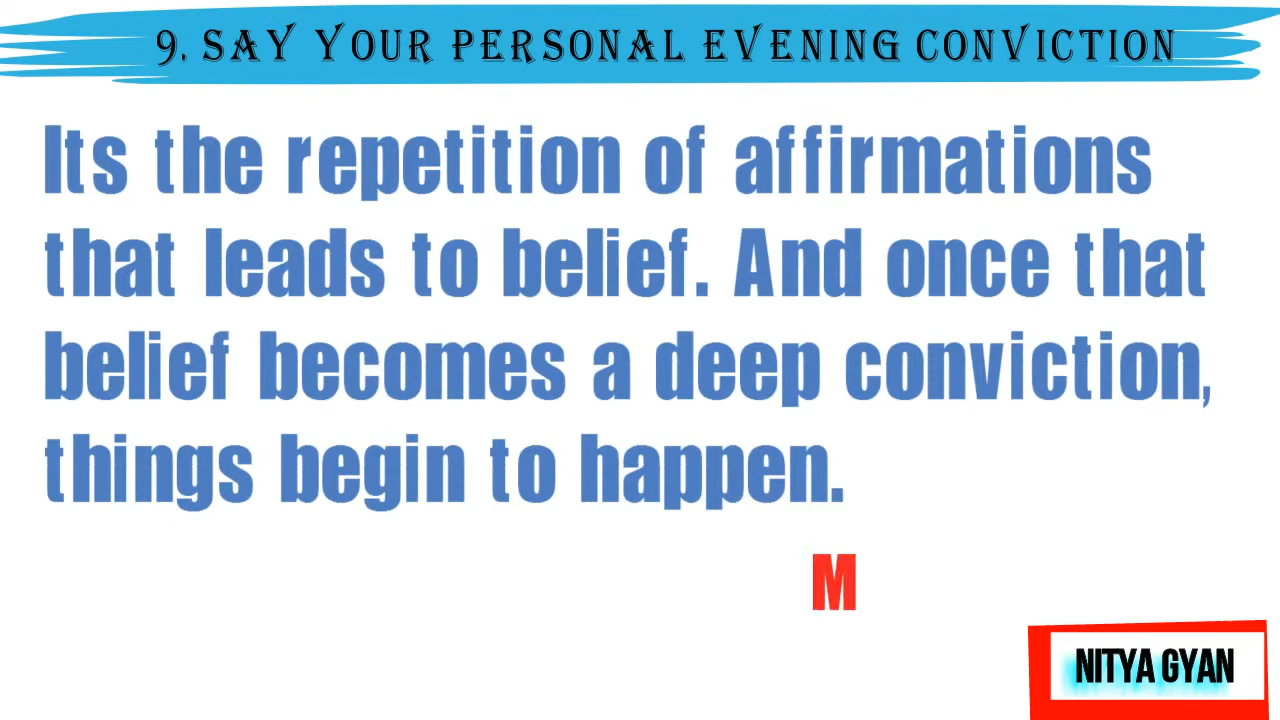 9. SAY YOUR PERSONAL EVENING CONVICTION
Its the repetition of affirmations
that leads to belief. And once that
belief becomes a deep conviction,
things begin to happen.
M
NITYA GYAN